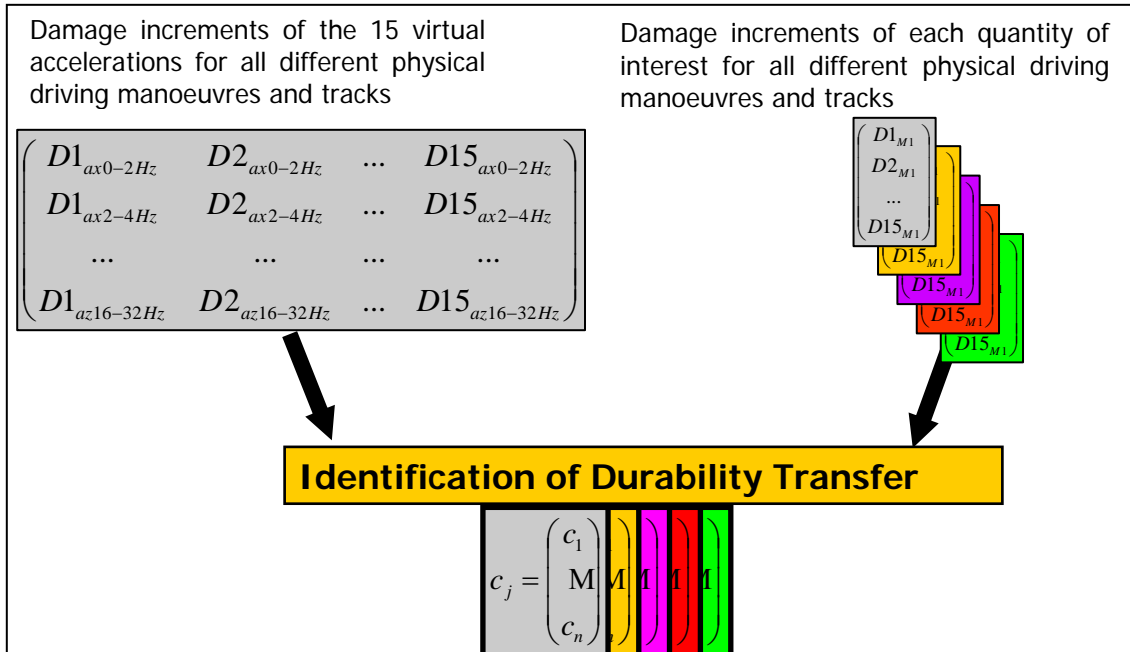 Damage increments of the 15 virtual
accelerations for all different physical
driving manoeuvres and tracks
Damage increments of each quantity of
interest for all different physical driving
manoeuvres and tracks
D1ax0-2Hz D2ax0-2Hz ... D15ax0-2Hz
D1ax2-4Hz D2ax2-4Hz ... D15ax2-4Hz
... ... ... ...
D1az16-32Hz D2az16-32Hz ... D15az16-32Hz
D1M1
D2M1
...
D15M1
D15M1
D15M1
D15M1
D15M1
Identification of Durability Transfer
c1
cj = M M M M M
cn